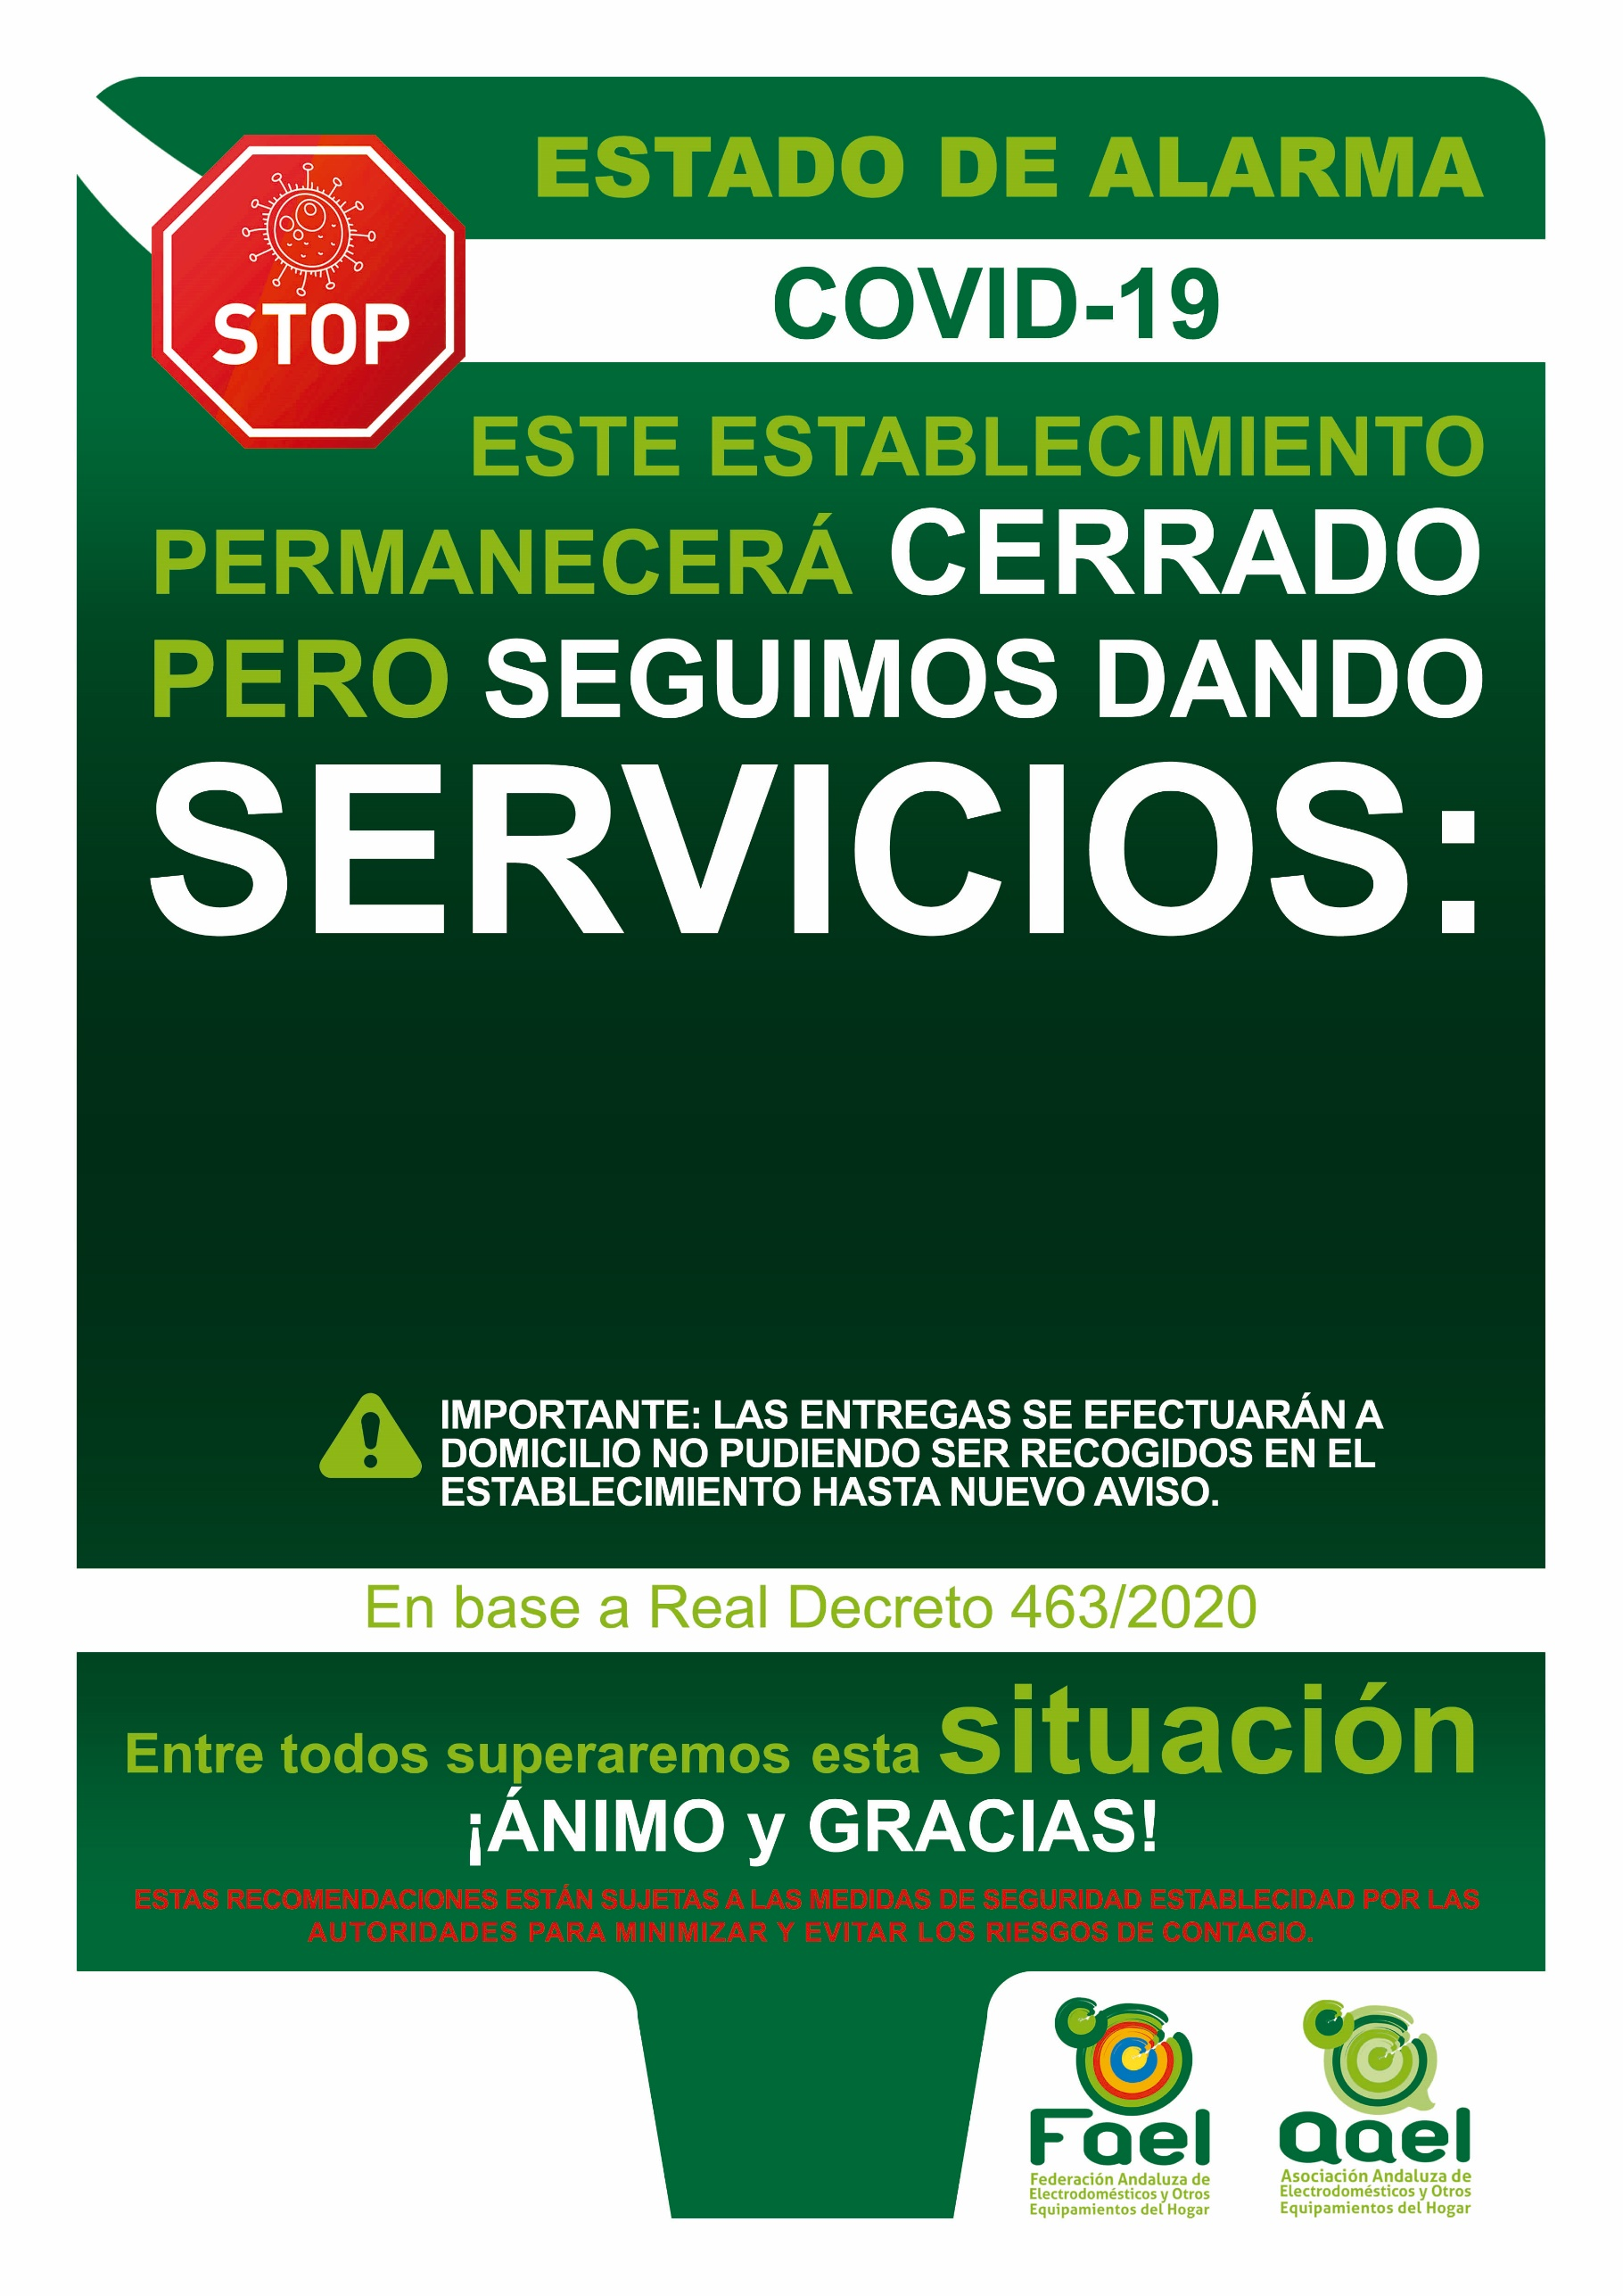 ESTADO DE ALARMA
STOP
COVID-19
ESTE ESTABLECIMIENTO
PERMANECERÁ CERRADO
PERO SEGUIMOS DANDO
SERVICIOS:
IMPORTANTE: LAS ENTREGAS SE EFECTUARÁN A
DOMICILIO NO PUDIENDO SER RECOGIDOS EN EL
ESTABLECIMIENTO HASTA NUEVO AVISO.
En base a Real Decreto 463/2020
Entre todos superaremos esta situación
¡ÁNIMO y GRACIAS!
ESTAS RECOMENDACIONES ESTÁN SUJETAS A LAS MEDIDAS DE SEGURIDAD ESTABLECIDAD POR LAS
AUTORIDADES PARA MINIMIZAR Y EVITAR LOS RIESGOS DE CONTAGIO.
Fael
Federación Andaluza de
Electrodomésticos y Otros
Equipamientos del Hogar
aael
Asociación Andaluza de
Electrodomésticos y Otros
Equipamientos del Hogar